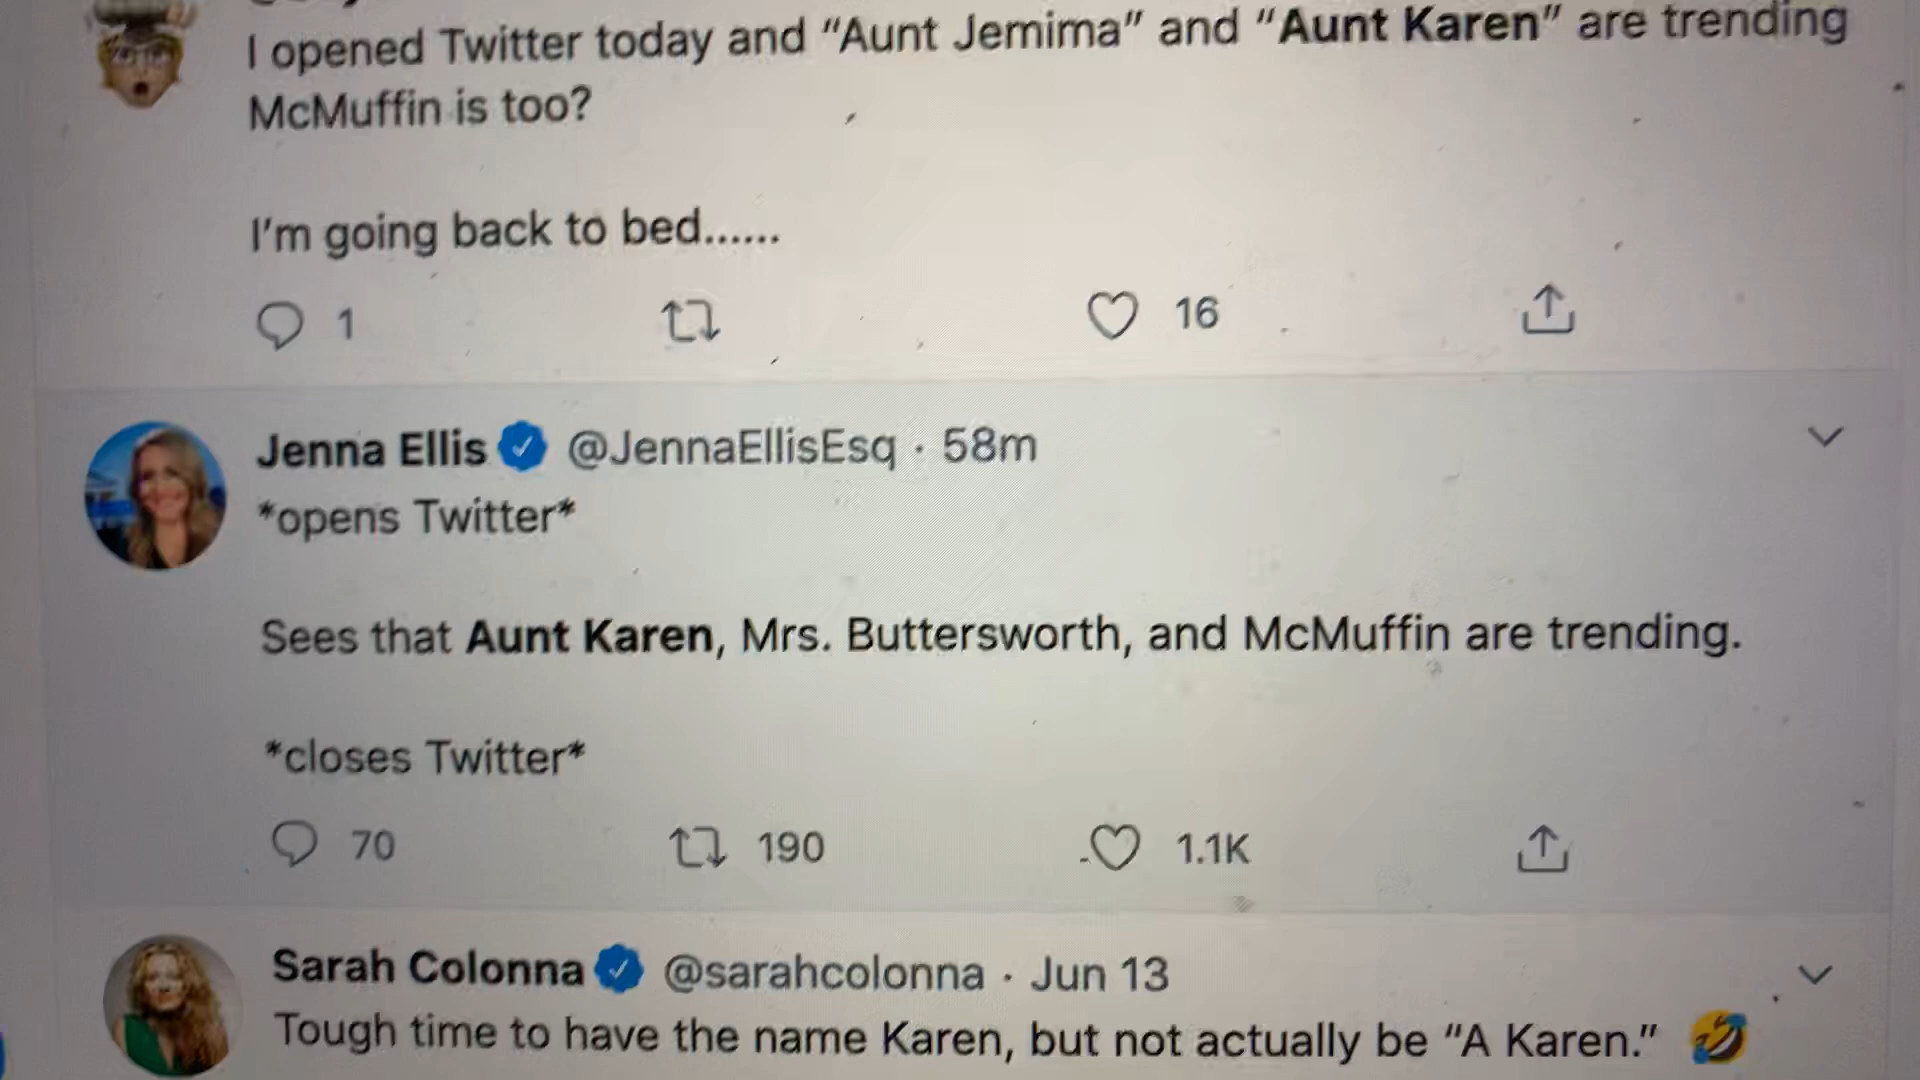 I opened Twitter today and “Aunt Jemima” and “Aunt Karen” are trending
McMuffin is too?
I'm going back to bed......
1
16
Jenna Ellis @JennaEllisEsq · 58m
*opens Twitter*
Sees that Aunt Karen, Mrs. Buttersworth, and McMuffin are trending.
*closes Twitter*
70 190 1.1K
Sarah Colonna @sarahcolonna · Jun 13
Tough time to have the name Karen, but not actually be “A Karen.” 🤣